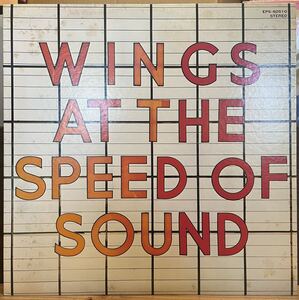 EPS-80510
STEREO
WINGS
AT THE
SPEED OF
SOUND